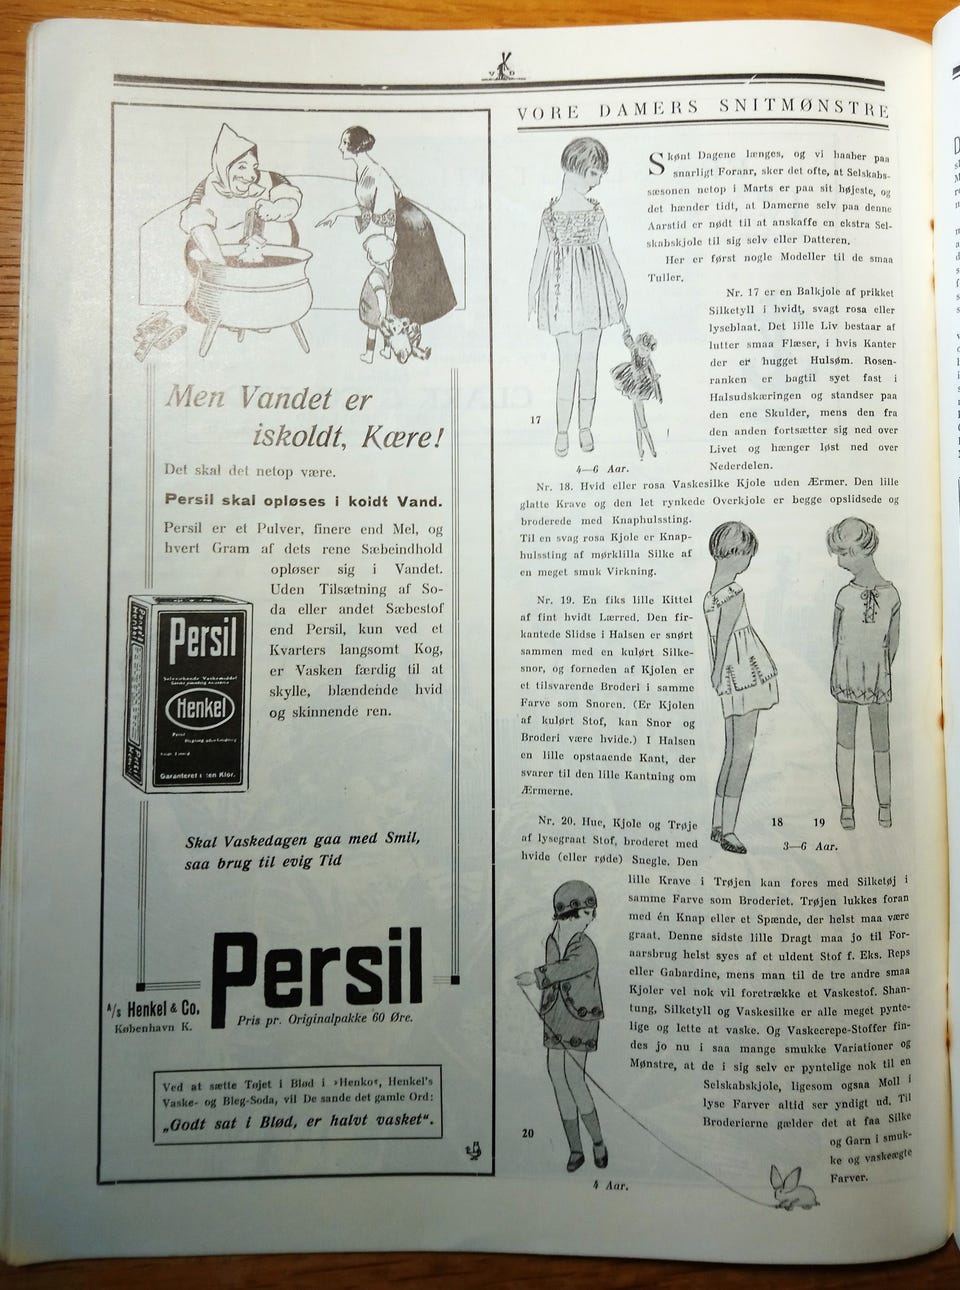 K
V D
Men Vandet er
iskoldt, Kære!
Det skal det netop være.
Persil skal opløses i koldt Vand.
Persil er et Pulver, finere end Mel, og
hvert Gram af dets rene Sæbeindhold
opløser sig i Vandet.
Uden Tilsætning af So-
da eller andet Sæbestof
end Persil, kun ved et
Kvarters langsomt Kog,
er Vasken færdig til at
skylle, blændende hvid
og skinnende ren.
Persil
Henkel
Persil
Henkel
Garanteret ren Klor.
Persil
Henkel
Skal Vaskedagen gaa med Smil,
saa brug til evig Tid
Persil
A/s Henkel & Co.
København K.
Pris pr. Originalpakke 60 Øre.
Ved at sætte Tøjet i Blød i »Henko«, Henkel's
Vaske- og Bleg-Soda, vil De sande det gamle Ord:
„Godt sat i Blød, er halvt vasket“.
VORE DAMERS SNITMØNSTRE
Skønt Dagene længes, og vi haaber paa
snarligt Foraar, sker det ofte, at Selskabs-
sæsonen netop i Marts er paa sit højeste, og
det hænder tidt, at Damerne selv paa denne
Aarstid er nødt til at anskaffe en ekstra Sel-
skabskjole til sig selv eller Datteren.
Her er først nogle Modeller til de smaa
Tuller.
Nr. 17 er en Balkjole af prikket
Silketyll i hvidt, svagt rosa eller
lyseblaat. Det lille Liv bestaar af
lutter smaa Flæser, i hvis Kanter
der er hugget Hulsøm. Rosen-
ranken er bagtil syet fast i
Halsudskæringen og standser paa
den ene Skulder, mens den fra
den anden fortsætter sig ned over
Livet og hænger løst ned over
Nederdelen.
17
4—6 Aar.
Nr. 18. Hvid eller rosa Vaskesilke Kjole uden Ærmer. Den lille
glatte Krave og den let rynkede Overkjole er begge opslidsede og
broderede med Knaphulssting.
Til en svag rosa Kjole er Knap-
hulssting af mørklilla Silke af
en meget smuk Virkning.
Nr. 19. En fiks lille Kittel
af fint hvidt Lærred. Den fir-
kantede Slidse i Halsen er snørt
sammen med en kulørt Silke-
snor, og forneden af Kjolen er
et tilsvarende Broderi i samme
Farve som Snoren. (Er Kjolen
af kulørt Stof, kan Snor og
Broderi være hvide.) I Halsen
en lille opstaaende Kant, der
svarer til den lille Kantning om
Ærmerne.
18
19
3—6 Aar.
Nr. 20. Hue, Kjole og Trøje
af lysegraat Stof, broderet med
hvide (eller røde) Snegle. Den
lille Krave i Trøjen kan fores med Silketøj i
samme Farve som Broderiet. Trøjen lukkes foran
med én Knap eller et Spænde, der helst maa være
graat. Denne sidste lille Dragt maa jo til For-
aarsbrug helst syes af et uldent Stof f. Eks. Reps
eller Gabardine, mens man til de tre andre smaa
Kjoler vel nok vil foretrække et Vaskestof. Shan-
tung, Silketyll og Vaskesilke er alle meget pynte-
lige og lette at vaske. Og Vaskecrepe-Stoffer fin-
des jo nu i saa mange smukke Variationer og
Mønstre, at de i sig selv er pyntelige nok til en
Selskabskjole, ligesom ogsaa Moll i
lyse Farver altid ser yndigt ud. Til
Broderierne gælder det at faa Silke
og Garn i smuk-
ke og vaskeægte
Farver.
20
4 Aar.